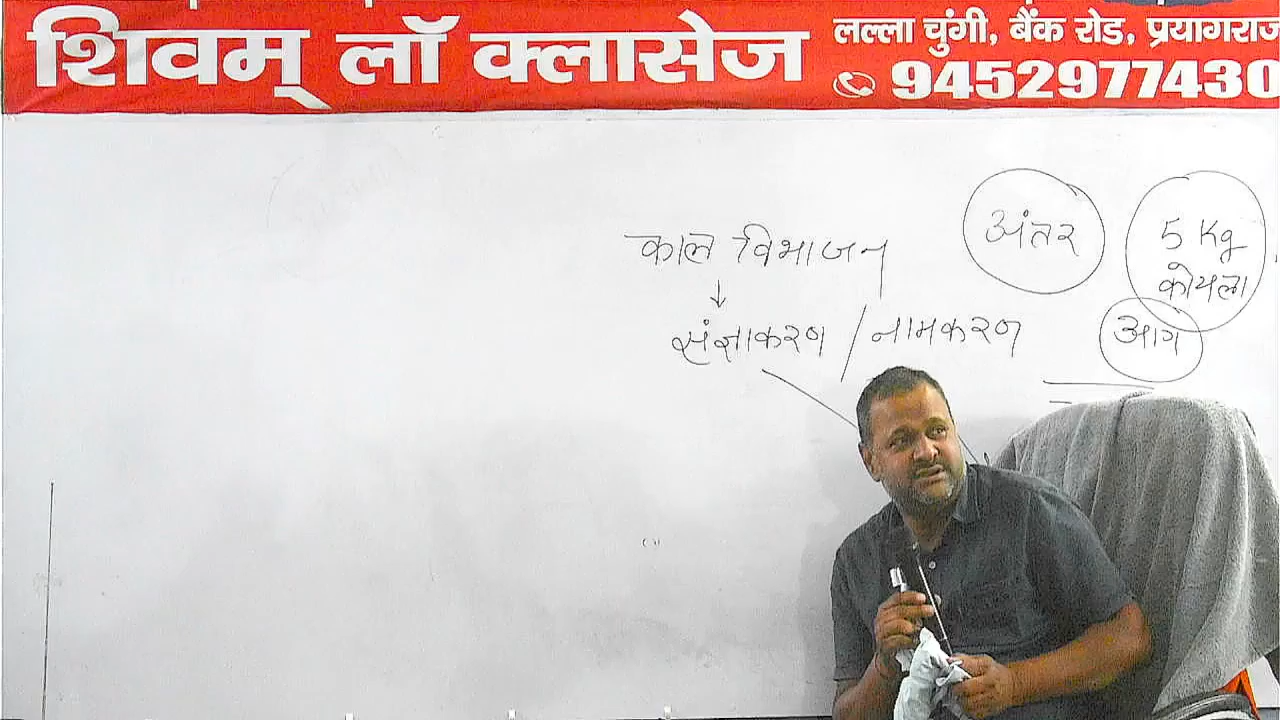 शिवम् लॉ क्लासेज
लल्ला चुंगी, बैंक रोड, प्रयागराज
9452977430
काल विभाजन
↓
संज्ञाकरण / नामकरण
अंतर
5 Kg
कोयला
आग